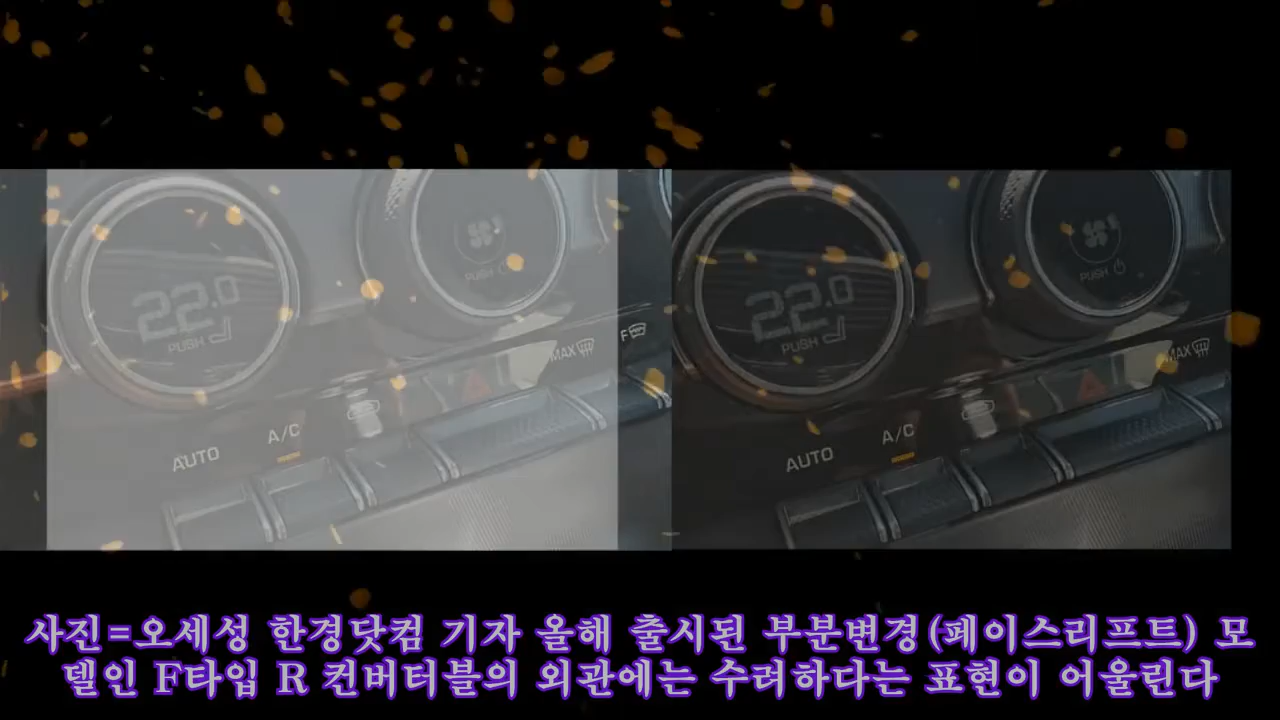 22.0
PUSH
PUSH
AUTO
A/C
MAX
F
22.0
PUSH
PUSH
AUTO
A/C
MAX
사진=오세성 한경닷컴 기자 올해 출시된 부분변경(페이스리프트) 모
델인 F타입 R 컨버터블의 외관에는 수려하다는 표현이 어울린다